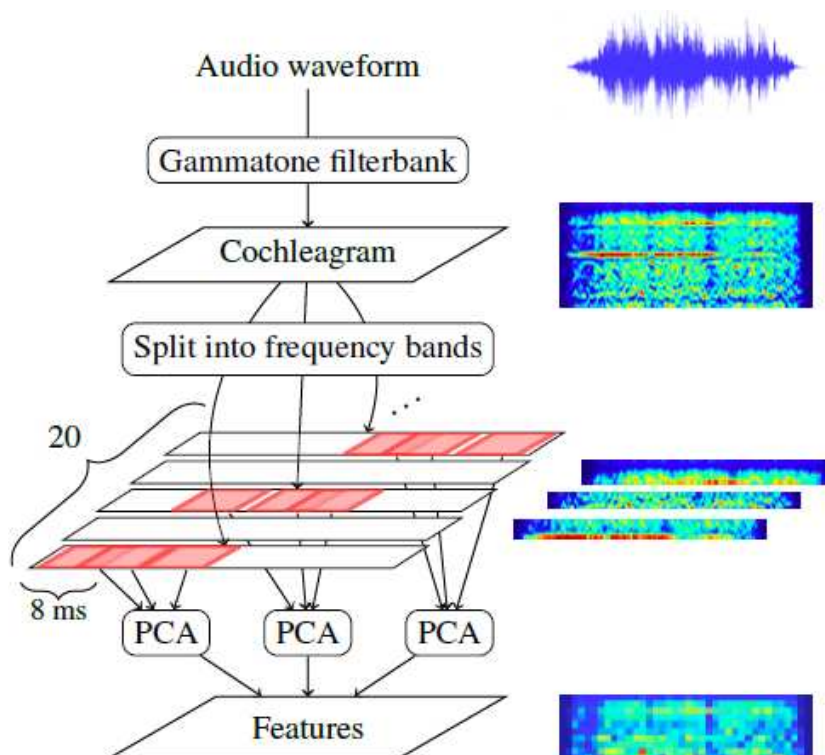 Audio waveform
Gammatone filterbank
Cochleagram
Split into frequency bands
...
20
8 ms
PCA PCA PCA
Features